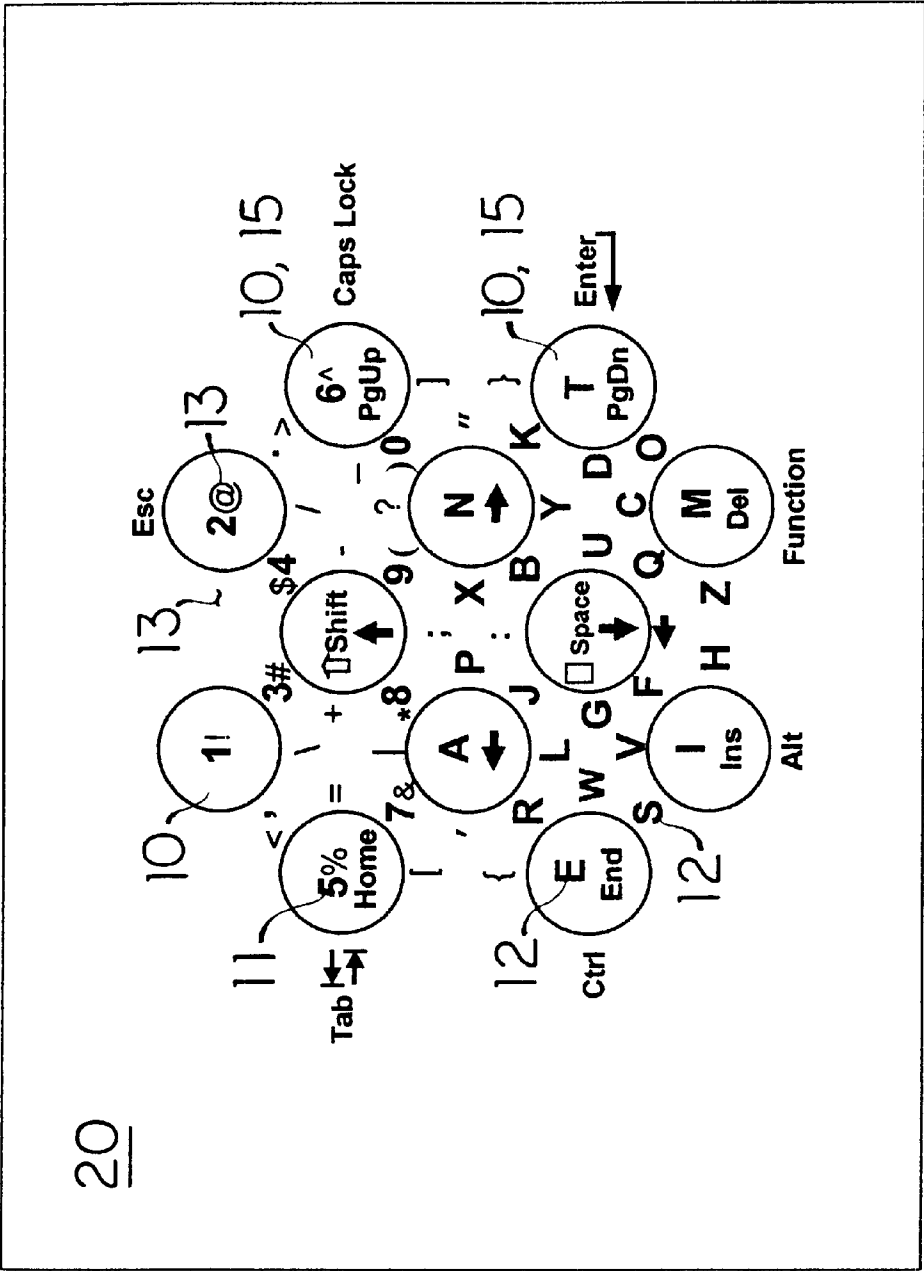 20
10 13 Esc 13
1! 2@
11 < ' 3# $4 . > 10, 15
Tab 5% = \ + ⇧Shift - / _ 6^ Caps Lock
Home PgUp
7& | *8 9( ? )0
[ ]
A N
' P ; X "
{ : }
12 R L J B Y K 10, 15
E W G Space U D T Enter
Ctrl End PgDn
S V F Q C O
12 I H Z M
Ins Del
Alt Function